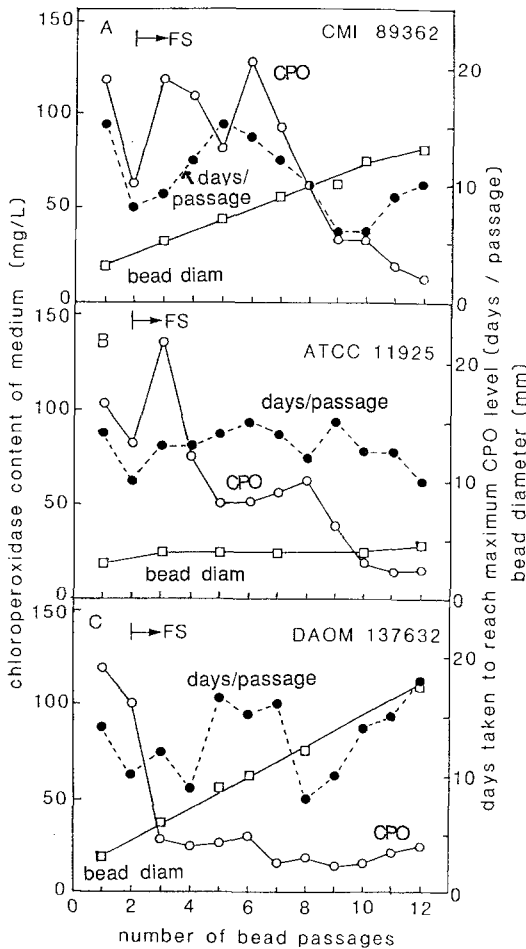 150
A
FS
CMI 89362
CPO
20
100
days/
passage
10
50
bead diam
0
0
FS
150
B
ATCC 11925
20
days/passage
100
CPO
10
50
bead diam
0
0
150
C
FS
DAOM 137632
days/passage
20
100
10
50
CPO
bead diam
0
0
0 2 4 6 8 10 12
number of bead passages
chloroperoxidase content of medium (mg/L)
days taken to reach maximum CPO level (days / passage)
bead diameter (mm)